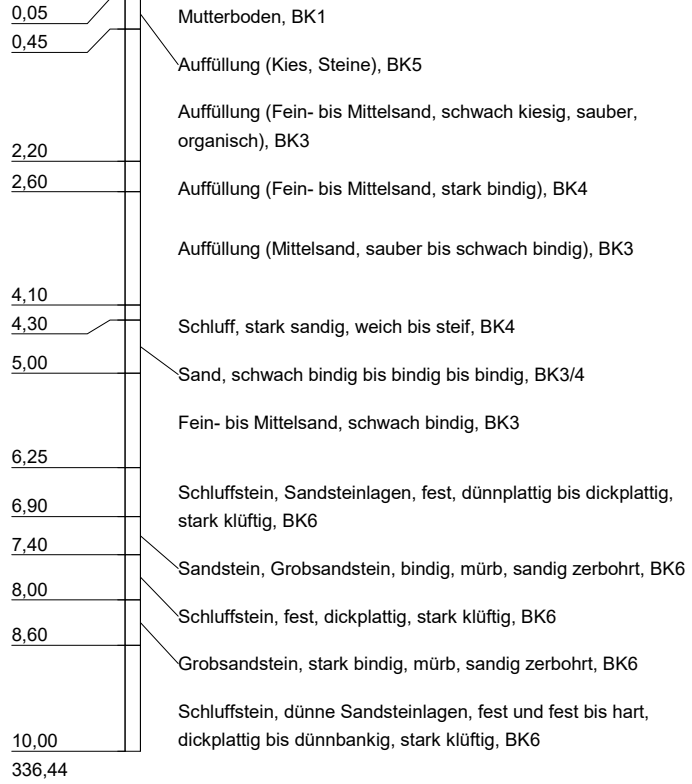 0,05
Mutterboden, BK1
0,45
Auffüllung (Kies, Steine), BK5
Auffüllung (Fein- bis Mittelsand, schwach kiesig, sauber,
organisch), BK3
2,20
2,60
Auffüllung (Fein- bis Mittelsand, stark bindig), BK4
Auffüllung (Mittelsand, sauber bis schwach bindig), BK3
4,10
4,30
Schluff, stark sandig, weich bis steif, BK4
5,00
Sand, schwach bindig bis bindig bis bindig, BK3/4
Fein- bis Mittelsand, schwach bindig, BK3
6,25
Schluffstein, Sandsteinlagen, fest, dünnplattig bis dickplattig,
stark klüftig, BK6
6,90
7,40
Sandstein, Grobsandstein, bindig, mürb, sandig zerbohrt, BK6
8,00
Schluffstein, fest, dickplattig, stark klüftig, BK6
8,60
Grobsandstein, stark bindig, mürb, sandig zerbohrt, BK6
Schluffstein, dünne Sandsteinlagen, fest und fest bis hart,
dickplattig bis dünnbankig, stark klüftig, BK6
10,00
336,44